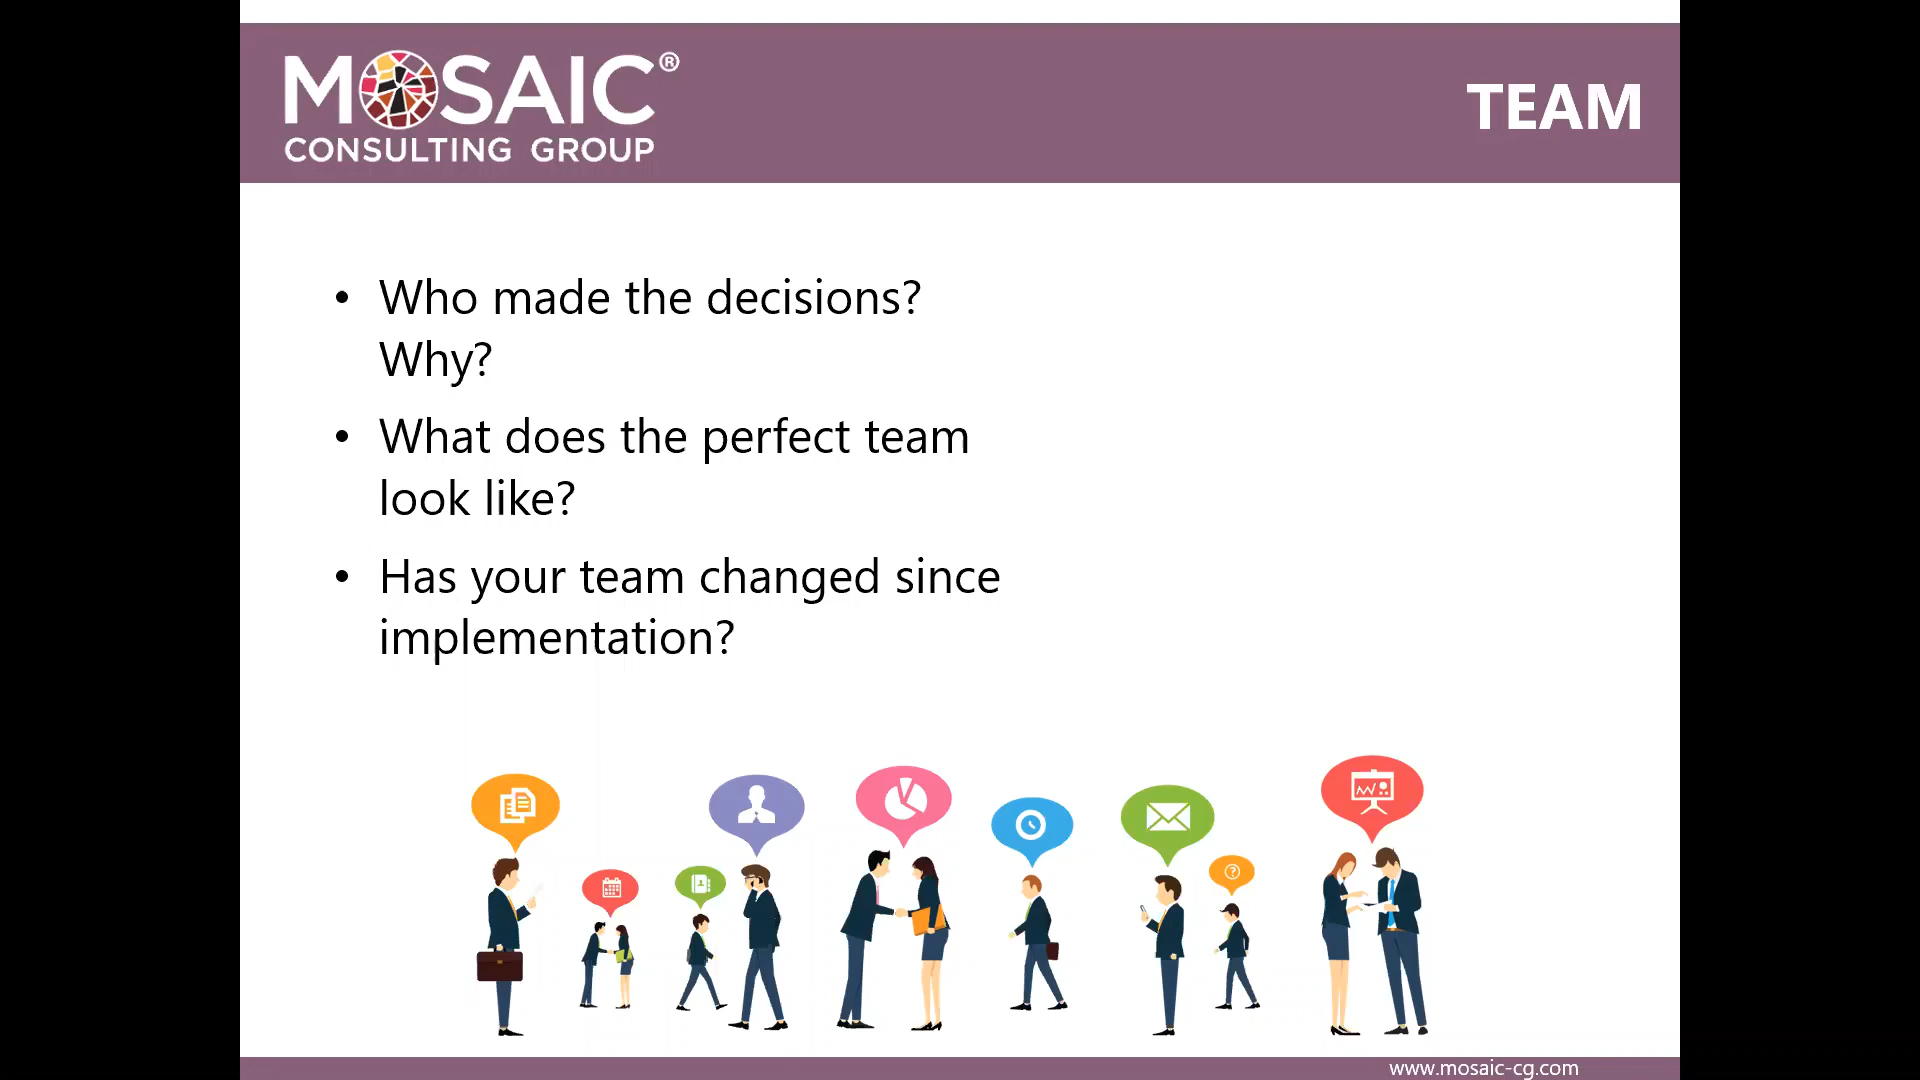 MOSAIC®
CONSULTING GROUP
TEAM
• Who made the decisions?
Why?
• What does the perfect team
look like?
• Has your team changed since
implementation?
?
www.mosaic-cg.com